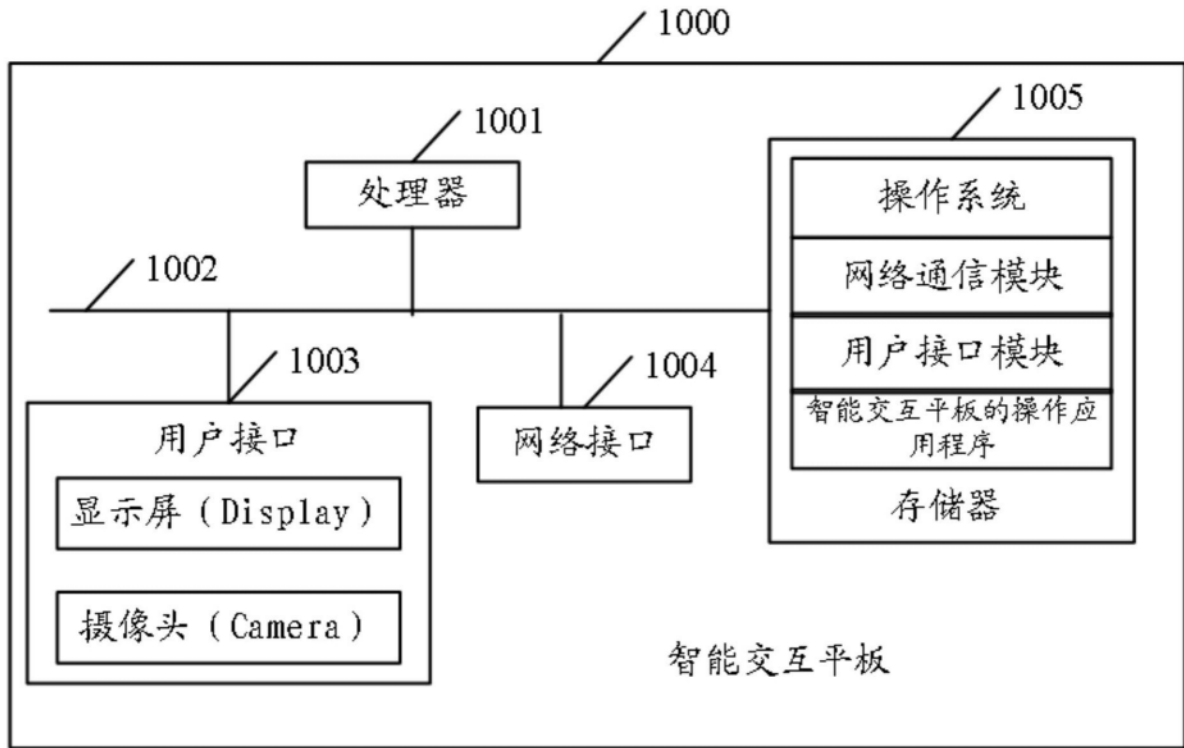 1000
1005
1001
处理器
操作系统
网络通信模块
用户接口模块
智能交互平板的操作应
用程序
存储器
1002
1003
用户接口
显示屏（Display）
摄像头（Camera）
1004
网络接口
智能交互平板